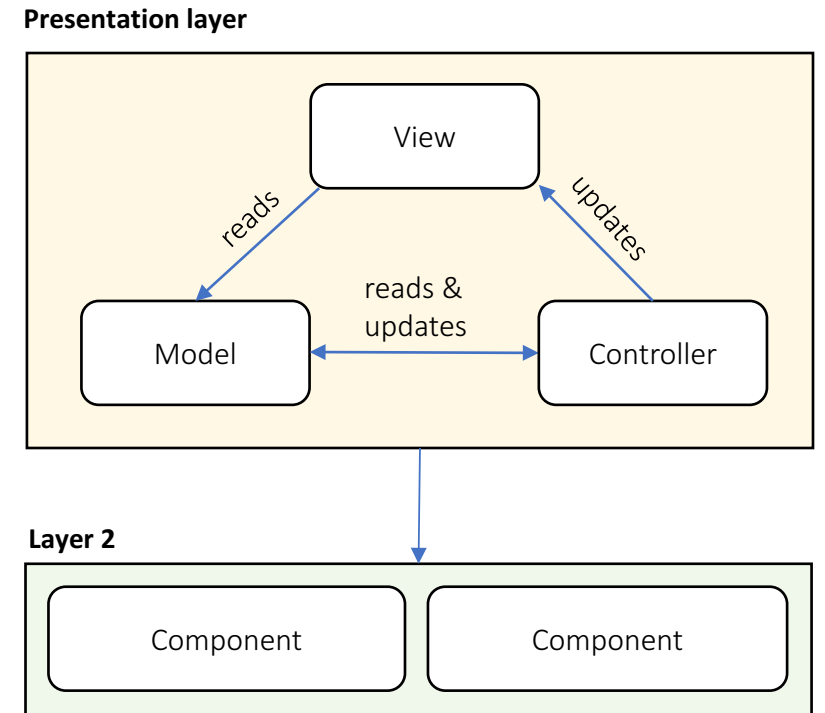 Presentation layer
View
reads
updates
reads &
updates
Model
Controller
Layer 2
Component
Component